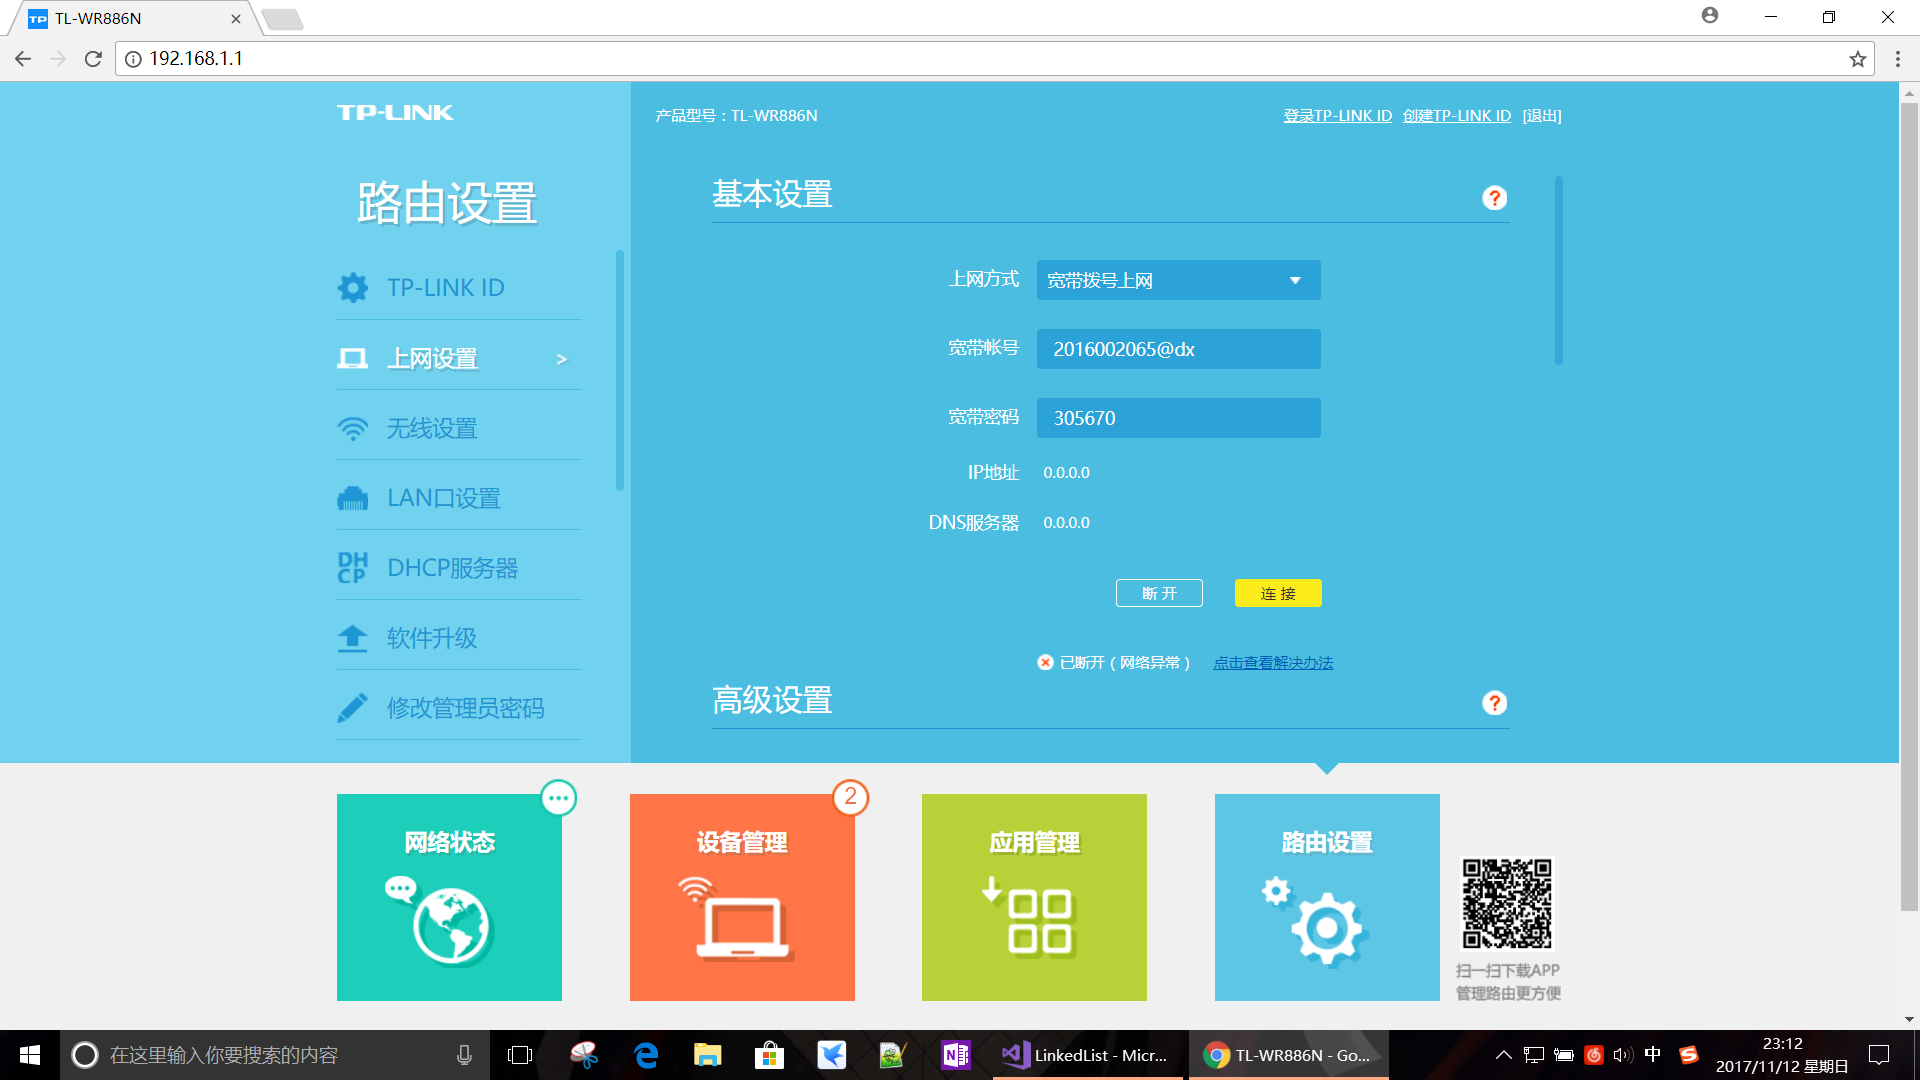 TL-WR886N
192.168.1.1
TP-LINK
产品型号：TL-WR886N
登录TP-LINK ID 创建TP-LINK ID [退出]
路由设置
TP-LINK ID
上网设置 >
无线设置
LAN口设置
DHCP服务器
软件升级
修改管理员密码
基本设置
上网方式 宽带拨号上网
宽带帐号 2016002065@dx
宽带密码 305670
IP地址 0.0.0.0
DNS服务器 0.0.0.0
断 开 连 接
已断开（网络异常） 点击查看解决办法
高级设置
网络状态
设备管理 2
应用管理
路由设置
扫一扫下载APP
管理路由更方便
在这里输入你要搜索的内容
LinkedList - Micr...
TL-WR886N - Go...
中
23:12
2017/11/12 星期日